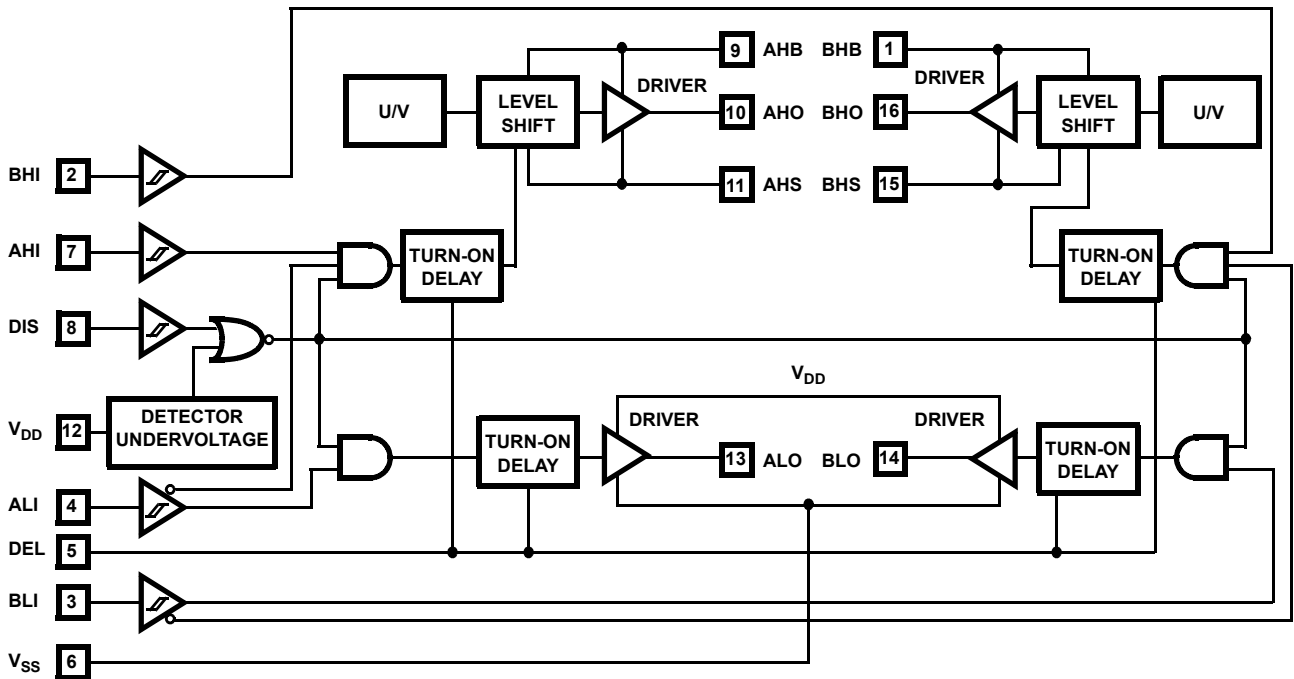 9 AHB BHB 1
DRIVER DRIVER
U/V LEVEL SHIFT 10 AHO BHO 16 LEVEL SHIFT U/V
BHI 2
11 AHS BHS 15
AHI 7
TURN-ON DELAY
TURN-ON DELAY
DIS 8
VDD
VDD 12
DETECTOR UNDERVOLTAGE
DRIVER DRIVER
TURN-ON DELAY
13 ALO BLO 14
TURN-ON DELAY
ALI 4
DEL 5
BLI 3
VSS 6